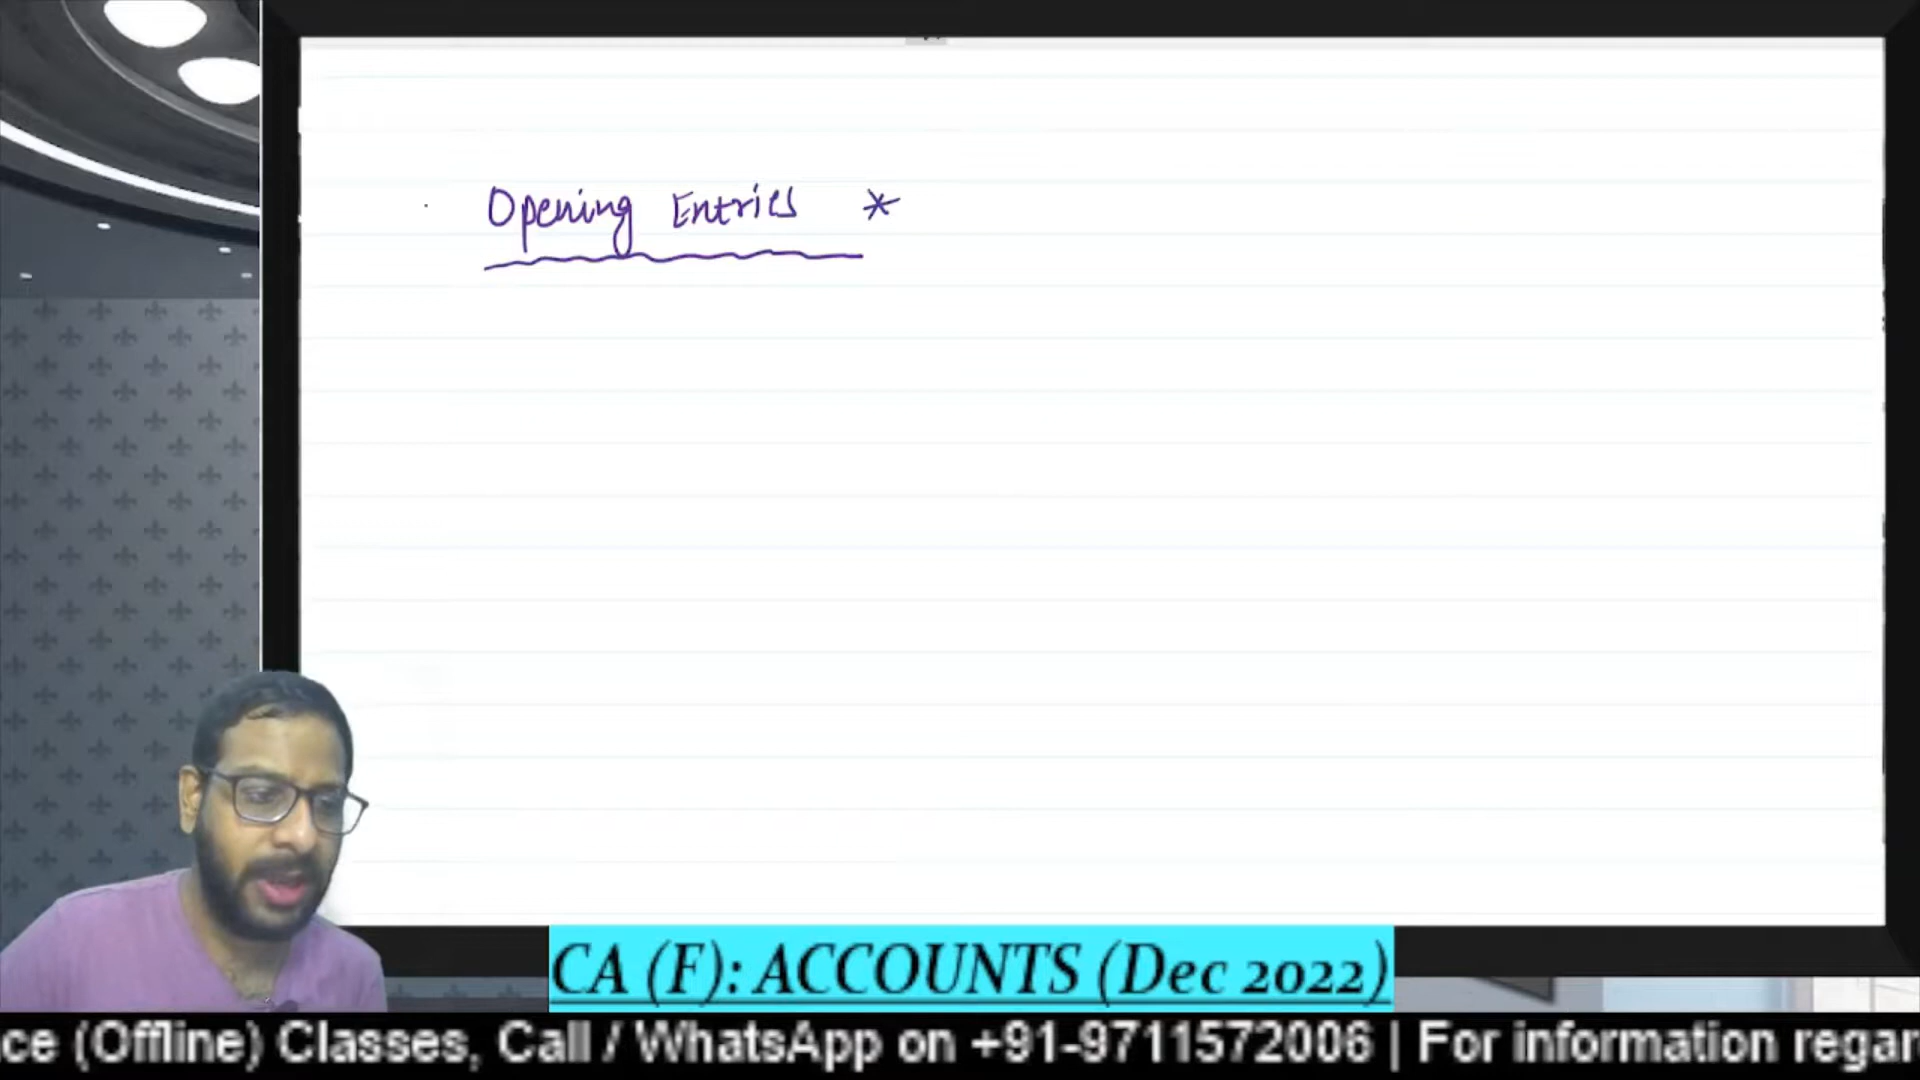 Opening Entries *
CA (F): ACCOUNTS (Dec 2022)
ce (Offline) Classes, Call / WhatsApp on +91-9711572006 | For information regar